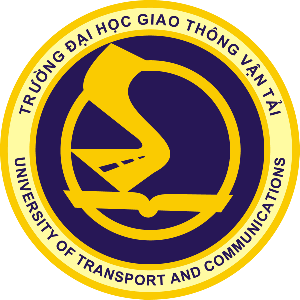 TRƯỜNG ĐẠI HỌC GIAO THÔNG VẬN TẢI
UNIVERSITY OF TRANSPORT AND COMMUNICATIONS